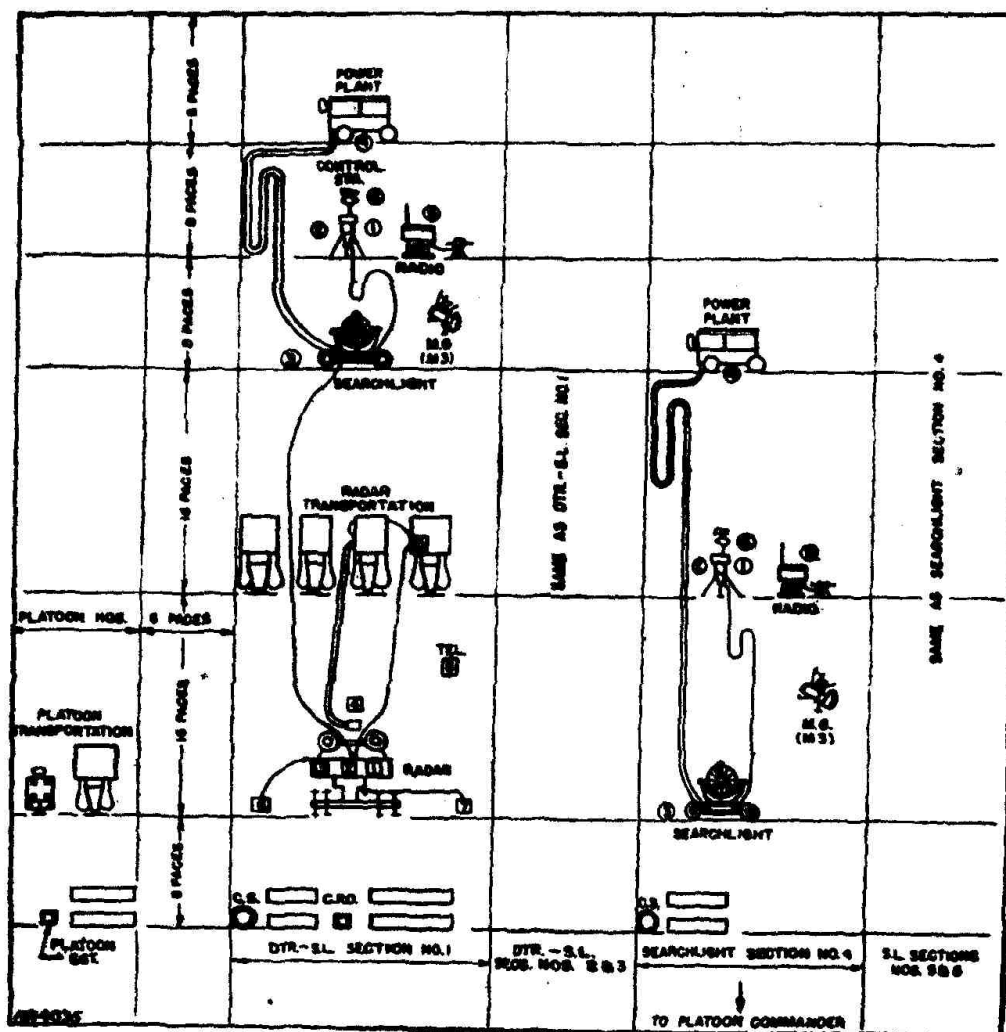 POWER
PLANT
8 PACES
CONTROL
STA.
8 PACES
RADIO
8 PACES
M.G.
(M3)
SEARCHLIGHT
POWER
PLANT
RADAR
TRANSPORTATION
16 PACES
SAME AS DTR.-S.L. SEC. NO.1
SAME AS SEARCHLIGHT SECTION NO.4
RADIO
PLATOON HQS.
6 PACES
TEL.
16 PACES
PLATOON
TRANSPORTATION
M.G.
(M3)
RADAR
7
SEARCHLIGHT
8 PACES
C.S.
C.R.O.
C.S.
PLATOON
SGT.
DTR.-S.L. SECTION NO.1
DTR. - S.L.
SECS. NOS. 2 & 3
SEARCHLIGHT SECTION NO.4
S.L. SECTIONS
NOS. 5 & 6
TO PLATOON COMMANDER